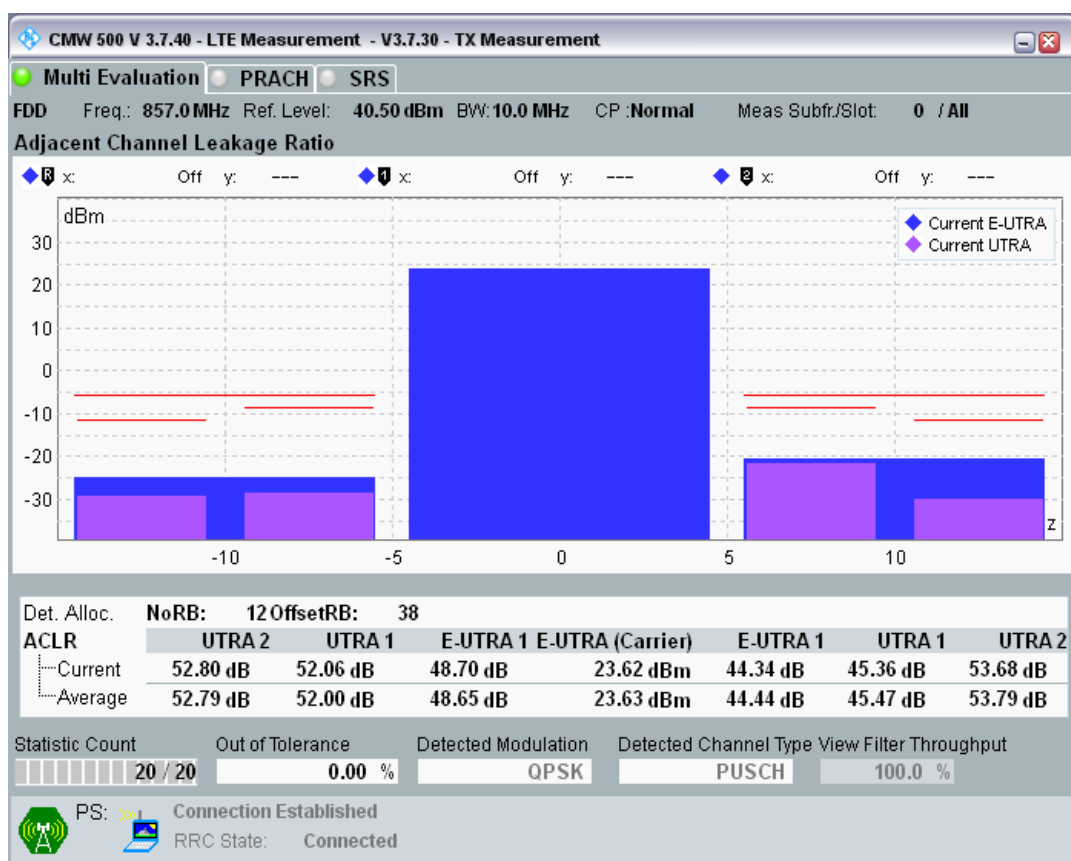 CMW 500 V 3.7.40 - LTE Measurement - V3.7.30 - TX Measurement
Multi Evaluation PRACH SRS
FDD Freq.: 857.0 MHz Ref. Level: 40.50 dBm BW: 10.0 MHz CP :Normal Meas Subfr./Slot: 0 / All
Adjacent Channel Leakage Ratio
R x: Off y: --- 1 x: Off y: --- 2 x: Off y: ---
dBm
Current E-UTRA
Current UTRA
30
20
10
0
-10
-20
-30
z
-10 -5 0 5 10
Det. Alloc. NoRB: 12 OffsetRB: 38
ACLR UTRA 2 UTRA 1 E-UTRA 1 E-UTRA (Carrier) E-UTRA 1 UTRA 1 UTRA 2
Current 52.80 dB 52.06 dB 48.70 dB 23.62 dBm 44.34 dB 45.36 dB 53.68 dB
Average 52.79 dB 52.00 dB 48.65 dB 23.63 dBm 44.44 dB 45.47 dB 53.79 dB
Statistic Count Out of Tolerance Detected Modulation Detected Channel Type View Filter Throughput
20 / 20 0.00 % QPSK PUSCH 100.0 %
PS: Connection Established
RRC State: Connected